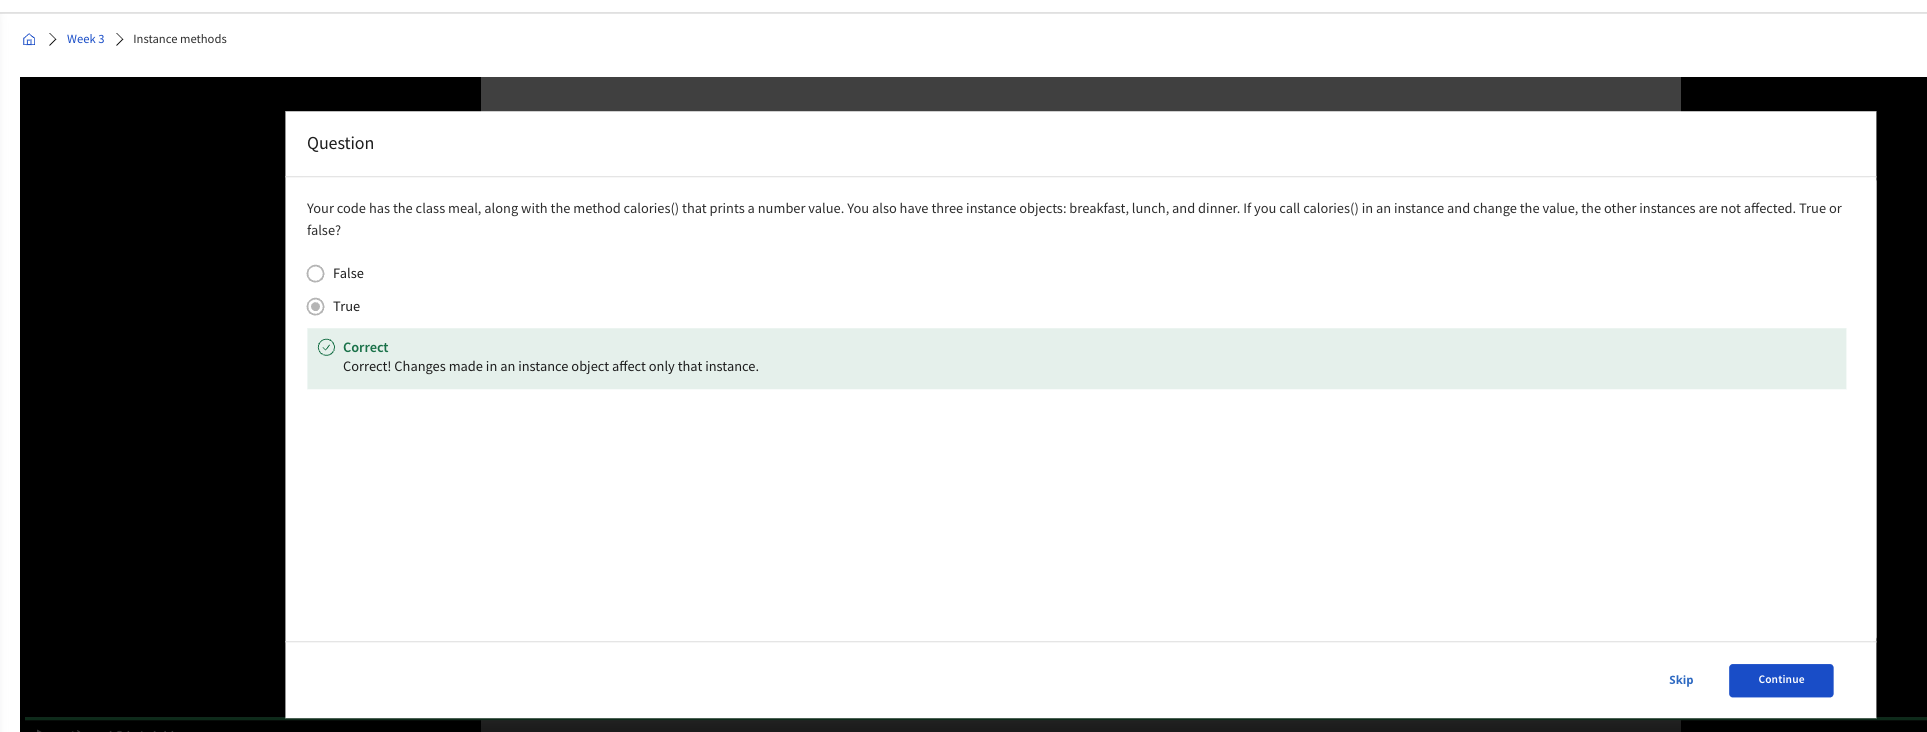 Week 3
Instance methods
Question
Your code has the class meal, along with the method calories() that prints a number value. You also have three instance objects: breakfast, lunch, and dinner. If you call calories() in an instance and change the value, the other instances are not affected. True or
false?
False
True
Correct
Correct! Changes made in an instance object affect only that instance.
Skip
Continue